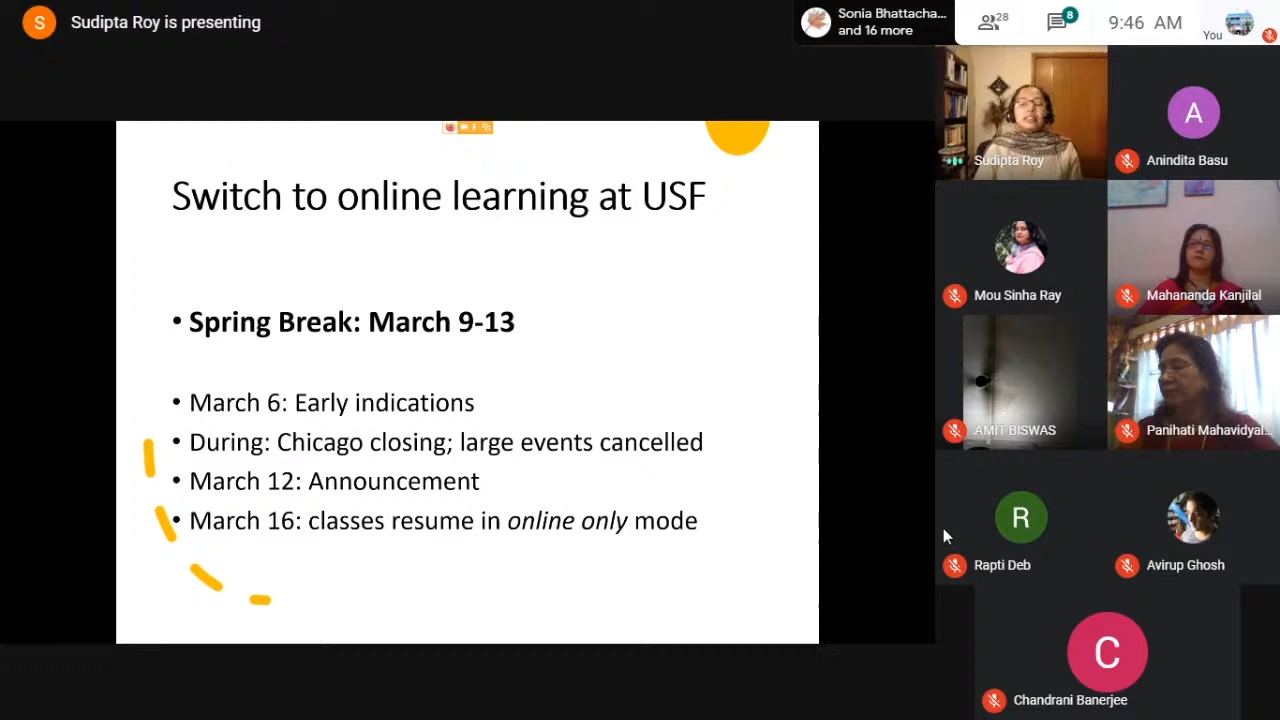 S
Sudipta Roy is presenting
Sonia Bhattacha...
and 16 more
28
8
9:46 AM
You
Switch to online learning at USF
• Spring Break: March 9-13
• March 6: Early indications
• During: Chicago closing; large events cancelled
• March 12: Announcement
• March 16: classes resume in online only mode
Sudipta Roy
A
Anindita Basu
Mou Sinha Ray
Mahananda Kanjilal
AMIT BISWAS
Panihati Mahavidyal...
R
Rapti Deb
Avirup Ghosh
C
Chandrani Banerjee